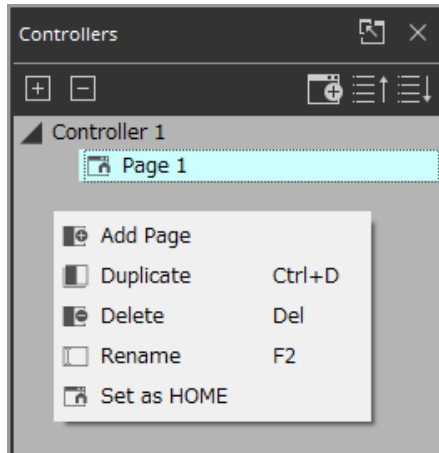 Controllers
Controller 1
Page 1
Add Page
Duplicate Ctrl+D
Delete Del
Rename F2
Set as HOME